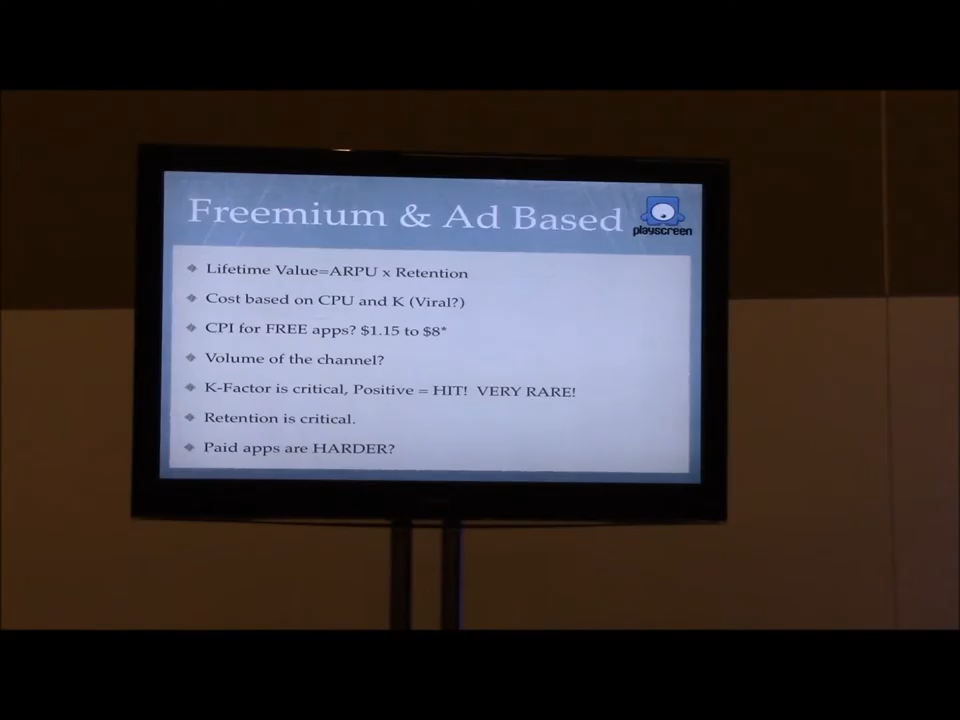 Freemium & Ad Based
playscreen
Lifetime Value=ARPU x Retention
Cost based on CPU and K (Viral?)
CPI for FREE apps? $1.15 to $8*
Volume of the channel?
K-Factor is critical, Positive = HIT! VERY RARE!
Retention is critical.
Paid apps are HARDER?